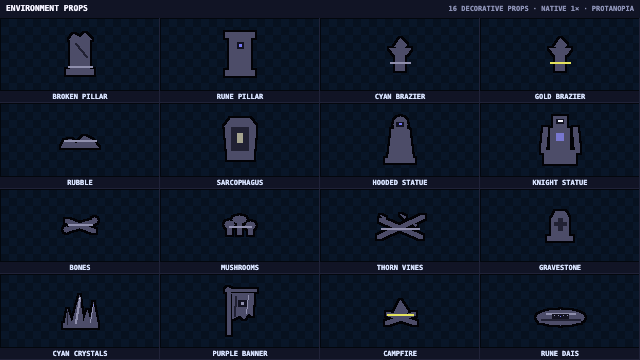 ENVIRONMENT PROPS
16 DECORATIVE PROPS · NATIVE 1× · PROTANOPIA
BROKEN PILLAR
RUNE PILLAR
CYAN BRAZIER
GOLD BRAZIER
RUBBLE
SARCOPHAGUS
HOODED STATUE
KNIGHT STATUE
BONES
MUSHROOMS
THORN VINES
GRAVESTONE
CYAN CRYSTALS
PURPLE BANNER
CAMPFIRE
RUNE DAIS